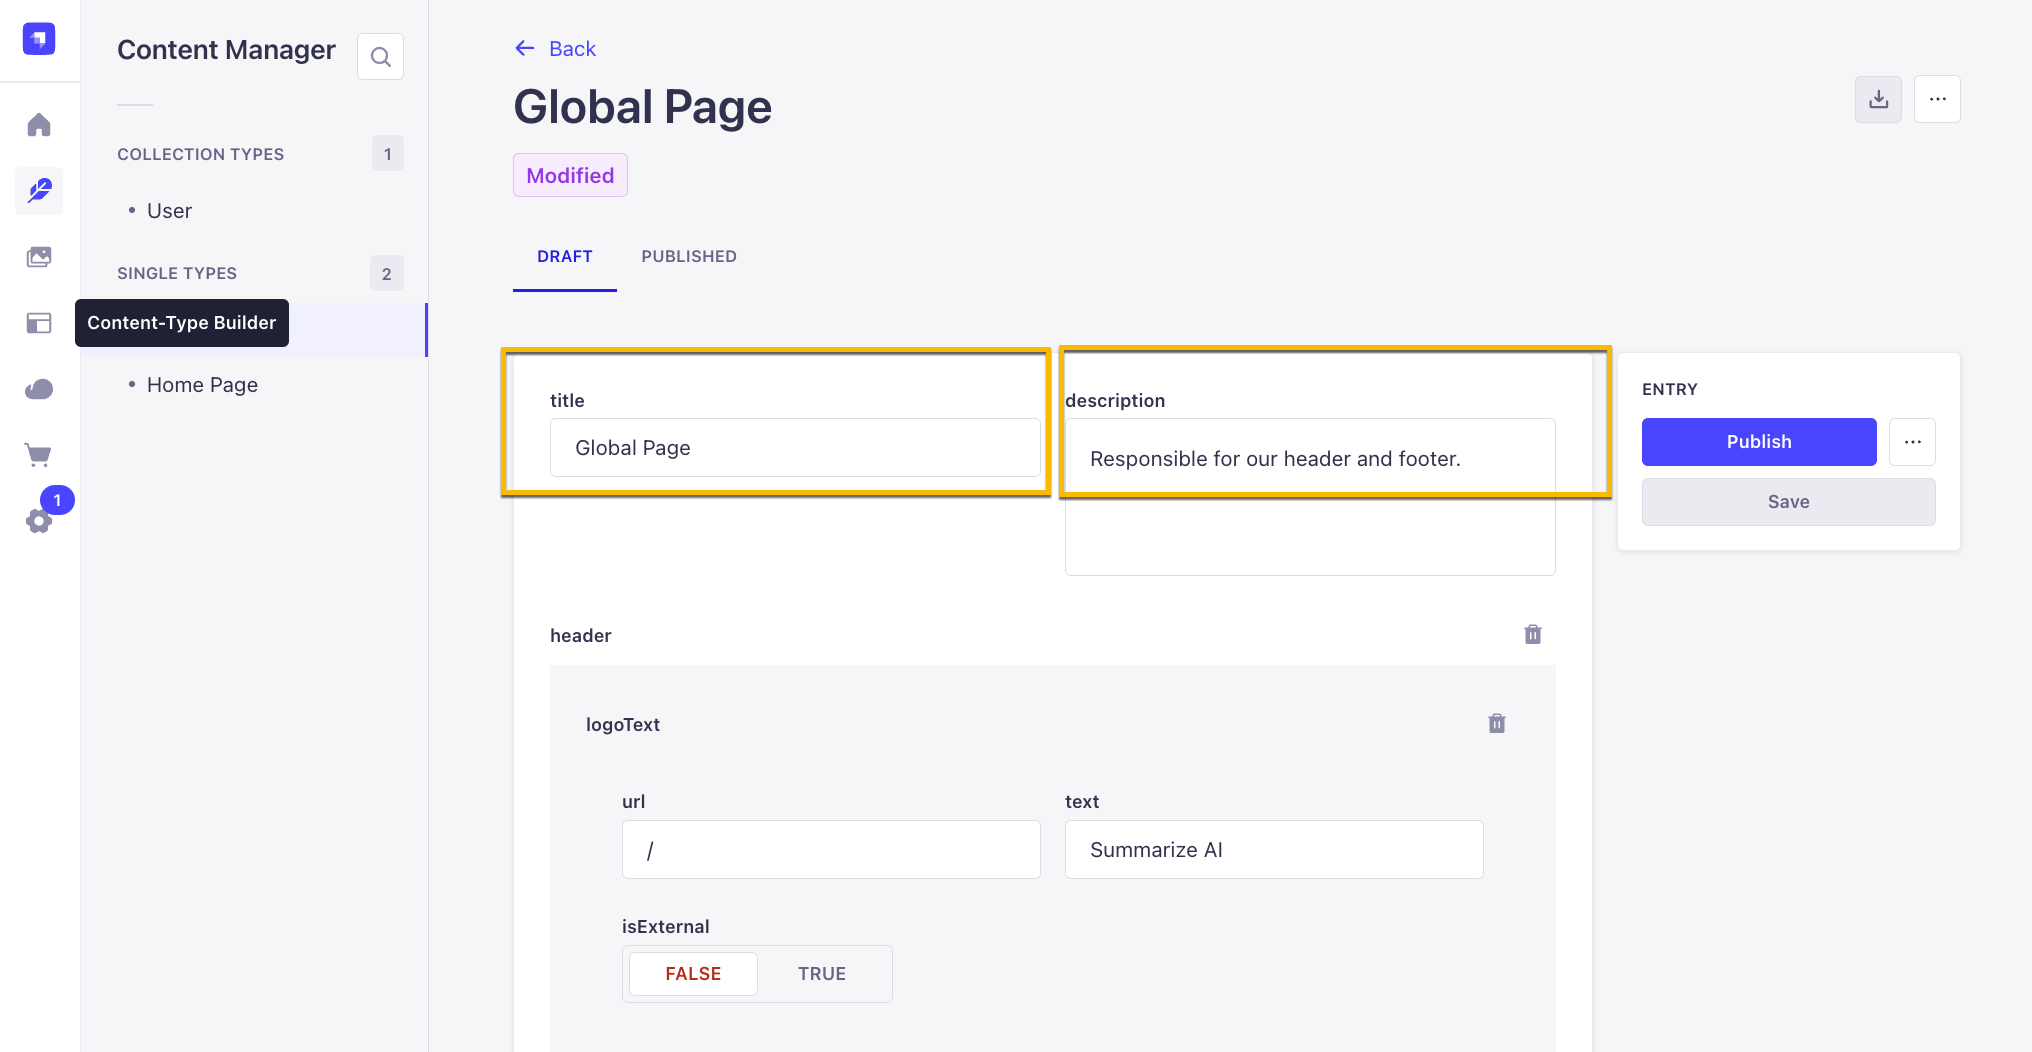 Content Manager
COLLECTION TYPES
1
User
SINGLE TYPES
2
Content-Type Builder
Home Page
1
Back
Global Page
Modified
DRAFT
PUBLISHED
title
Global Page
description
Responsible for our header and footer.
ENTRY
Publish
Save
header
logoText
url
/
text
Summarize AI
isExternal
FALSE
TRUE